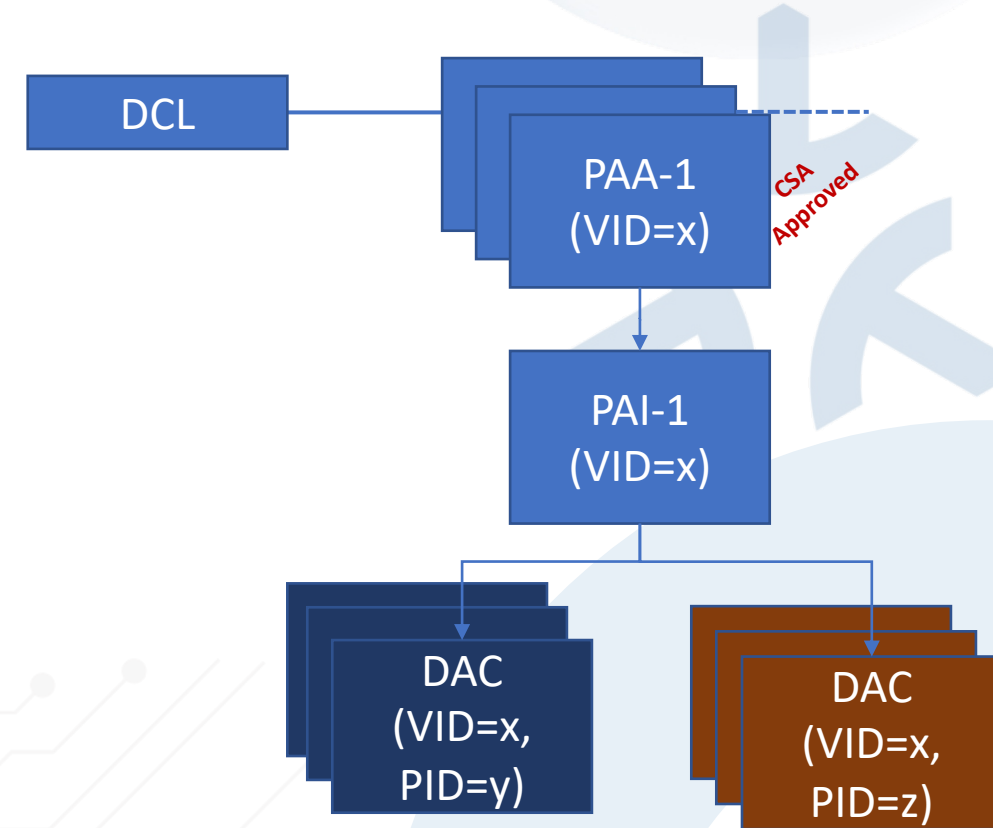 DCL
PAA-1
(VID=x)
CSA
Approved
PAI-1
(VID=x)
DAC
(VID=x,
PID=y)
DAC
(VID=x,
PID=z)